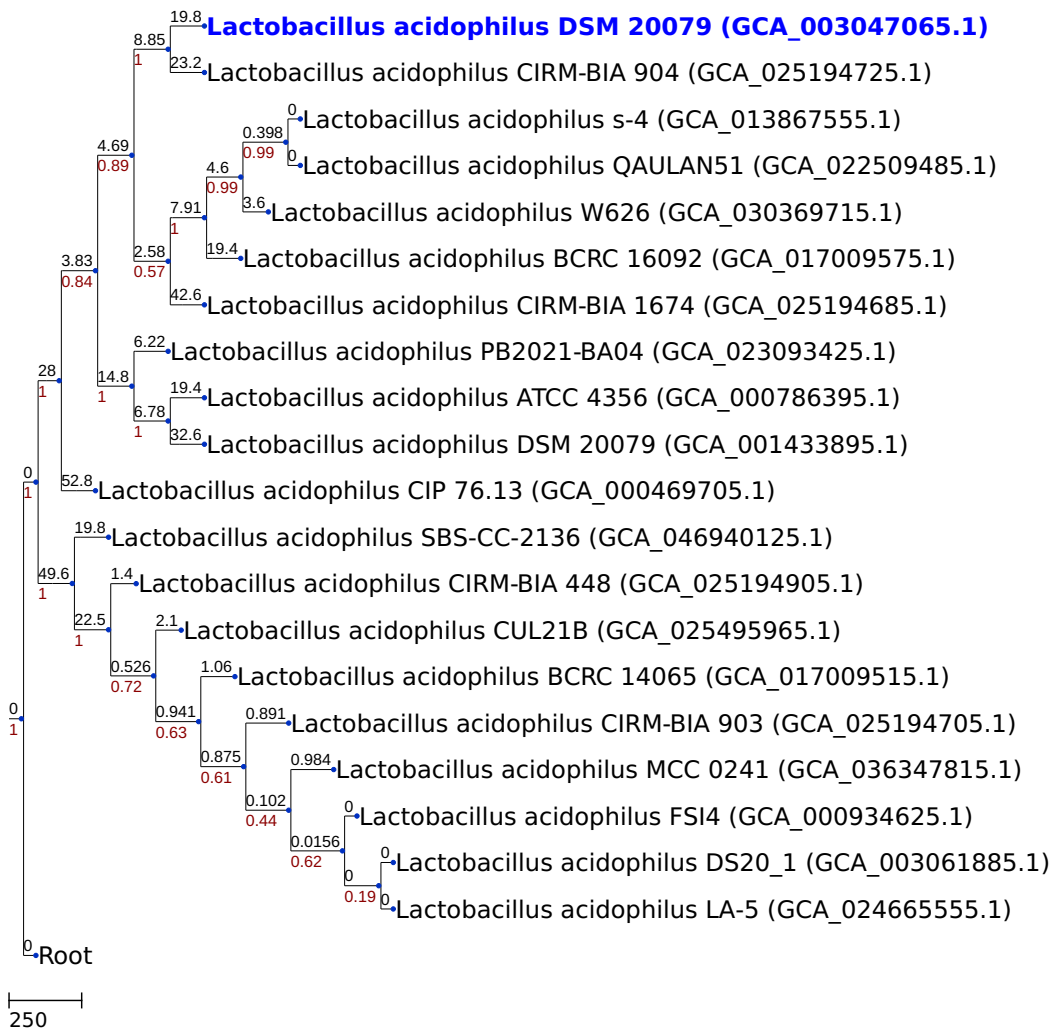 19.8
Lactobacillus acidophilus DSM 20079 (GCA_003047065.1)
8.85
1
23.2
Lactobacillus acidophilus CIRM-BIA 904 (GCA_025194725.1)
0
Lactobacillus acidophilus s-4 (GCA_013867555.1)
0.398
0.99
4.69
0.89
0
Lactobacillus acidophilus QAULAN51 (GCA_022509485.1)
4.6
0.99
3.6
Lactobacillus acidophilus W626 (GCA_030369715.1)
7.91
1
19.4
Lactobacillus acidophilus BCRC 16092 (GCA_017009575.1)
3.83
0.84
2.58
0.57
42.6
Lactobacillus acidophilus CIRM-BIA 1674 (GCA_025194685.1)
6.22
Lactobacillus acidophilus PB2021-BA04 (GCA_023093425.1)
28
1
14.8
1
19.4
Lactobacillus acidophilus ATCC 4356 (GCA_000786395.1)
6.78
1
32.6
Lactobacillus acidophilus DSM 20079 (GCA_001433895.1)
0
1
52.8
Lactobacillus acidophilus CIP 76.13 (GCA_000469705.1)
19.8
Lactobacillus acidophilus SBS-CC-2136 (GCA_046940125.1)
49.6
1
1.4
Lactobacillus acidophilus CIRM-BIA 448 (GCA_025194905.1)
22.5
1
2.1
Lactobacillus acidophilus CUL21B (GCA_025495965.1)
0.526
0.72
1.06
Lactobacillus acidophilus BCRC 14065 (GCA_017009515.1)
0
1
0.941
0.63
0.891
Lactobacillus acidophilus CIRM-BIA 903 (GCA_025194705.1)
0.875
0.61
0.984
Lactobacillus acidophilus MCC 0241 (GCA_036347815.1)
0.102
0.44
0
Lactobacillus acidophilus FSI4 (GCA_000934625.1)
0.0156
0.62
0
Lactobacillus acidophilus DS20_1 (GCA_003061885.1)
0
0.19
0
Lactobacillus acidophilus LA-5 (GCA_024665555.1)
0
Root
250